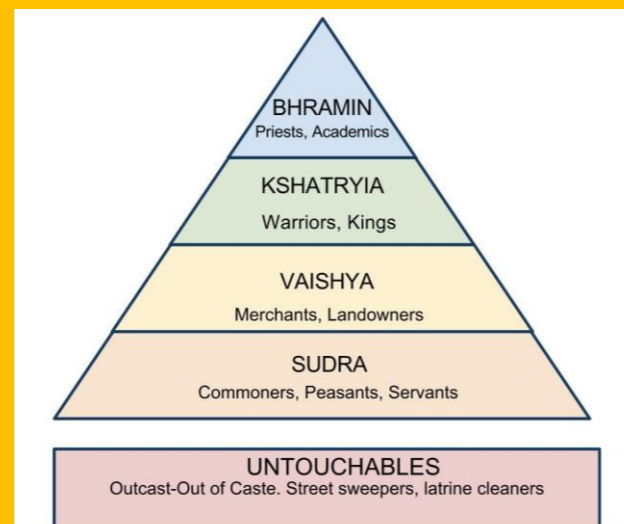 BHRAMIN
Priests, Academics
KSHATRYIA
Warriors, Kings
VAISHYA
Merchants, Landowners
SUDRA
Commoners, Peasants, Servants
UNTOUCHABLES
Outcast-Out of Caste. Street sweepers, latrine cleaners